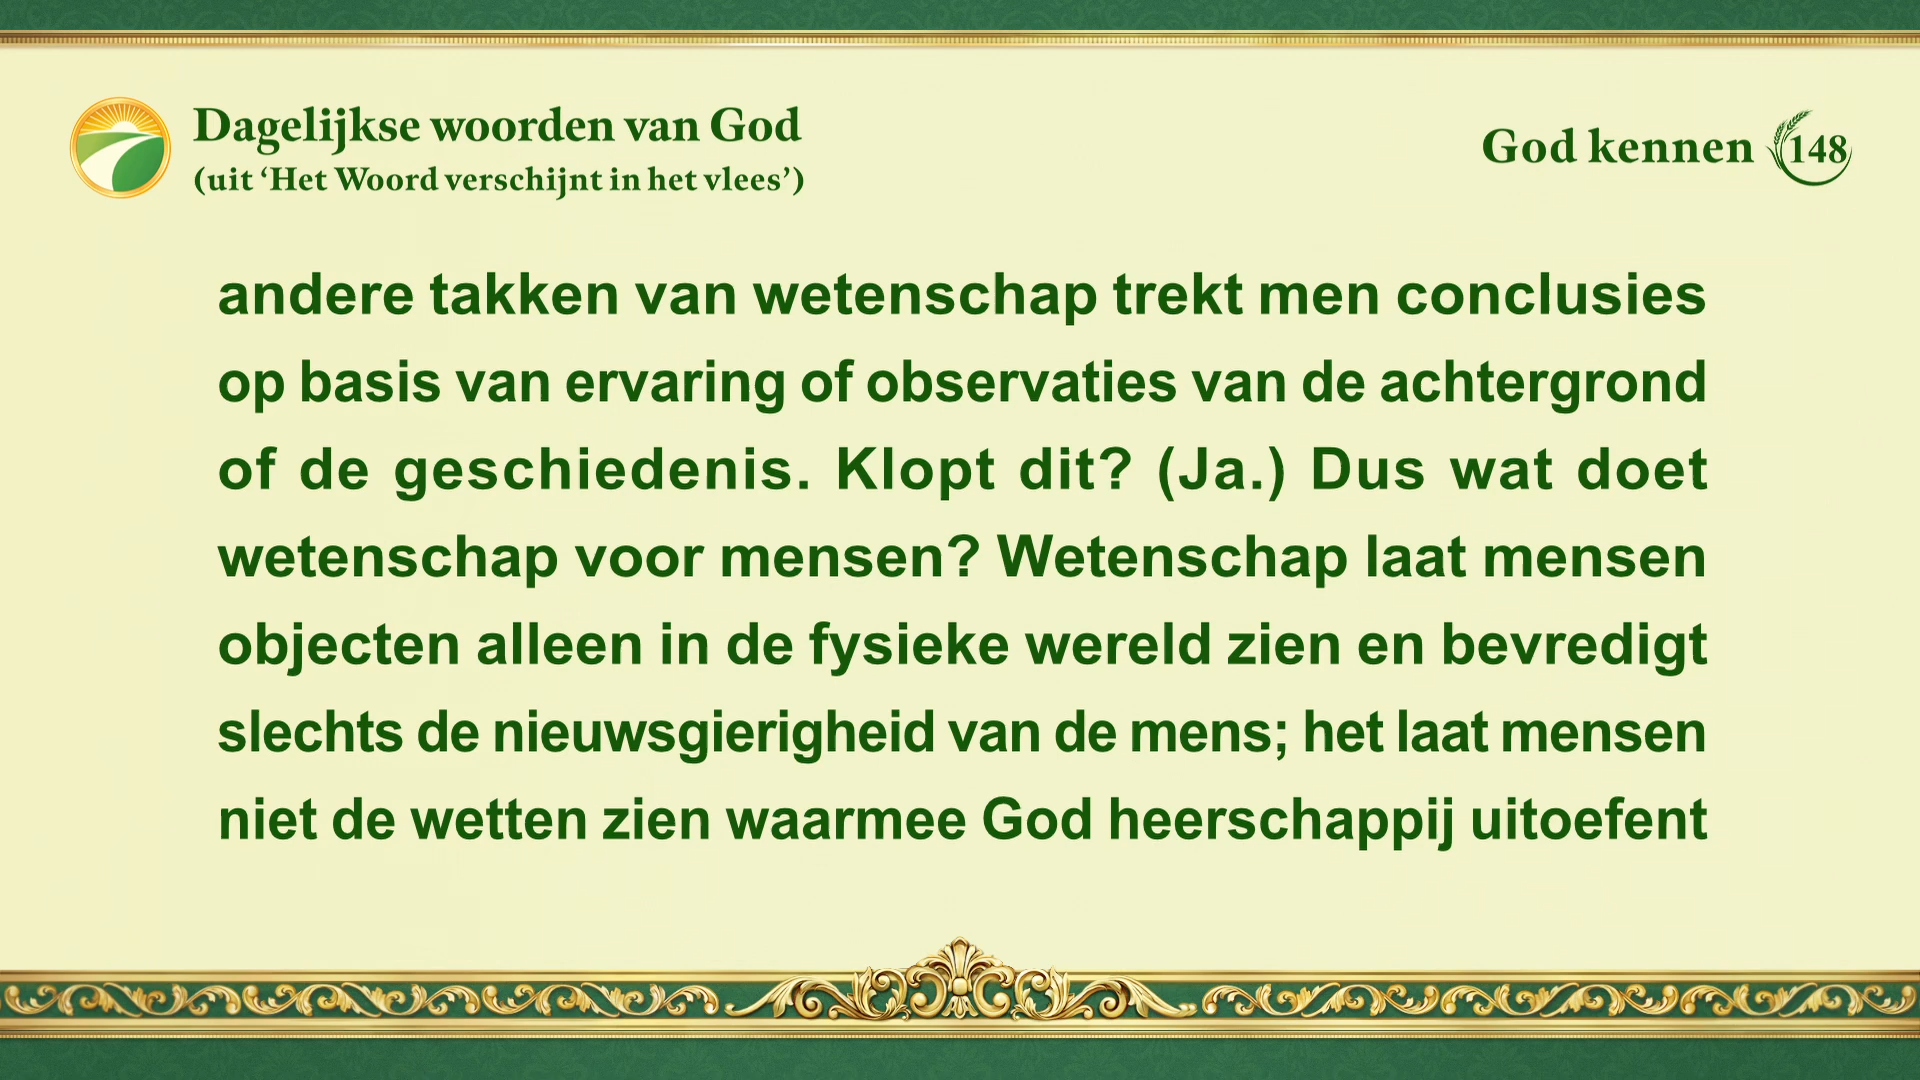 Dagelijkse woorden van God
(uit ‘Het Woord verschijnt in het vlees’)
God kennen 148
andere takken van wetenschap trekt men conclusies
op basis van ervaring of observaties van de achtergrond
of de geschiedenis. Klopt dit? (Ja.) Dus wat doet
wetenschap voor mensen? Wetenschap laat mensen
objecten alleen in de fysieke wereld zien en bevredigt
slechts de nieuwsgierigheid van de mens; het laat mensen
niet de wetten zien waarmee God heerschappij uitoefent